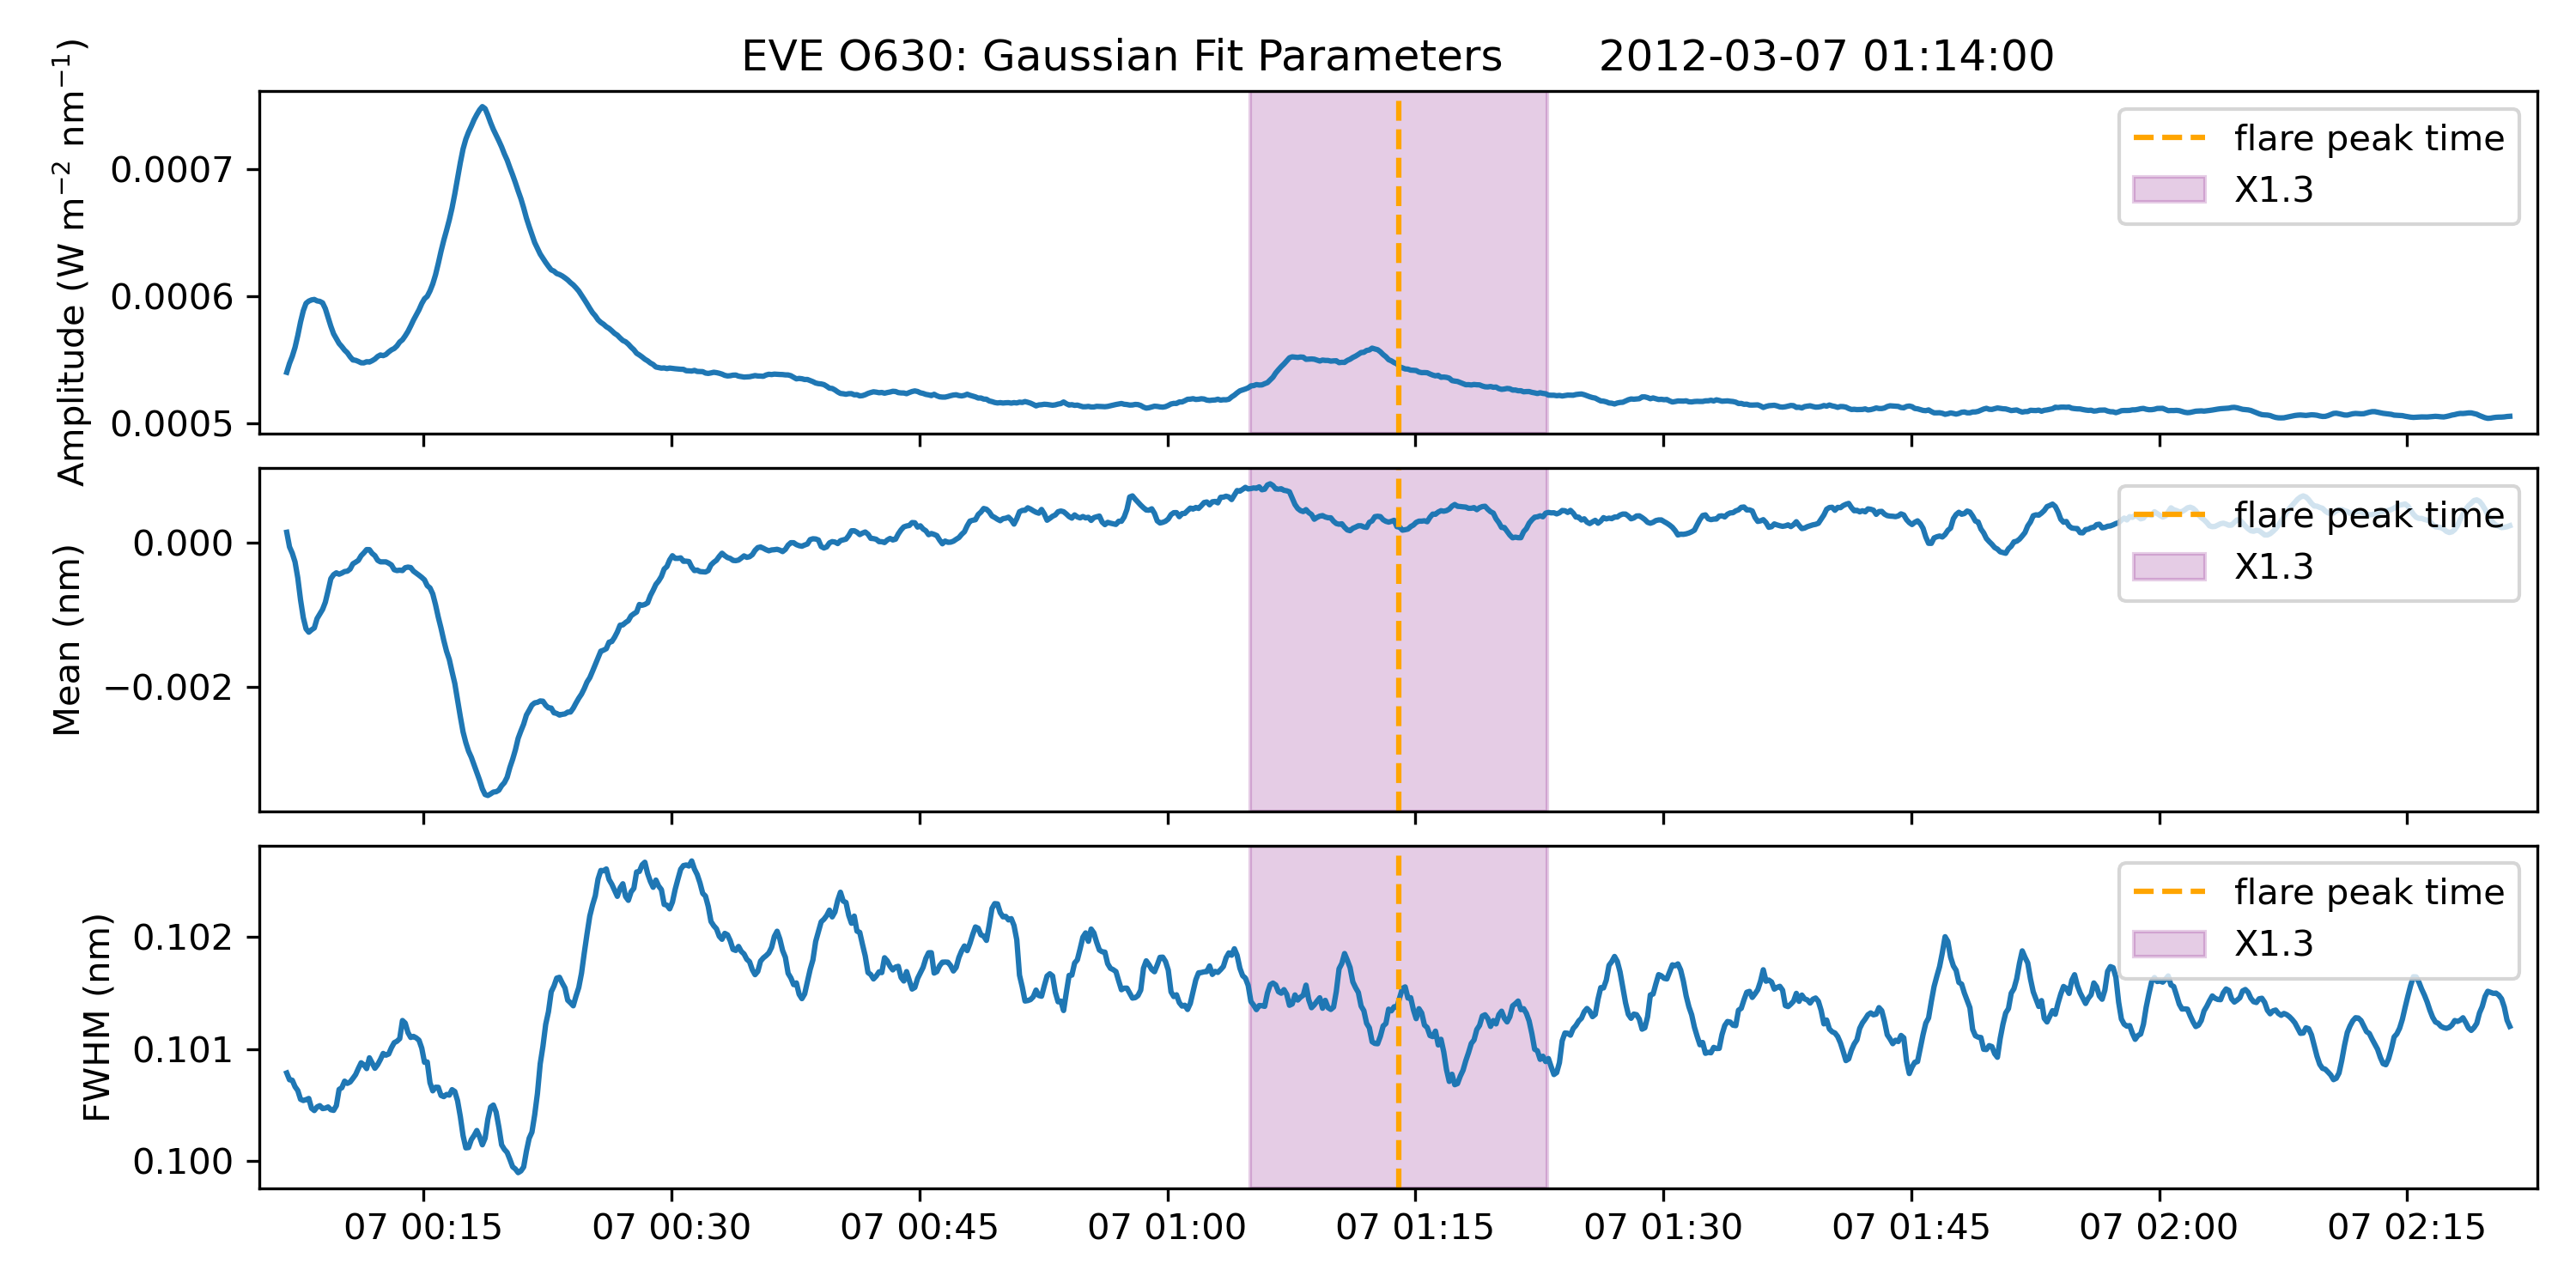 EVE O630: Gaussian Fit Parameters 2012-03-07 01:14:00
Amplitude (W m⁻² nm⁻¹)
0.0007
0.0006
0.0005
flare peak time
X1.3
Mean (nm)
0.000
−0.002
flare peak time
X1.3
FWHM (nm)
0.102
0.101
0.100
flare peak time
X1.3
07 00:15 07 00:30 07 00:45 07 01:00 07 01:15 07 01:30 07 01:45 07 02:00 07 02:15